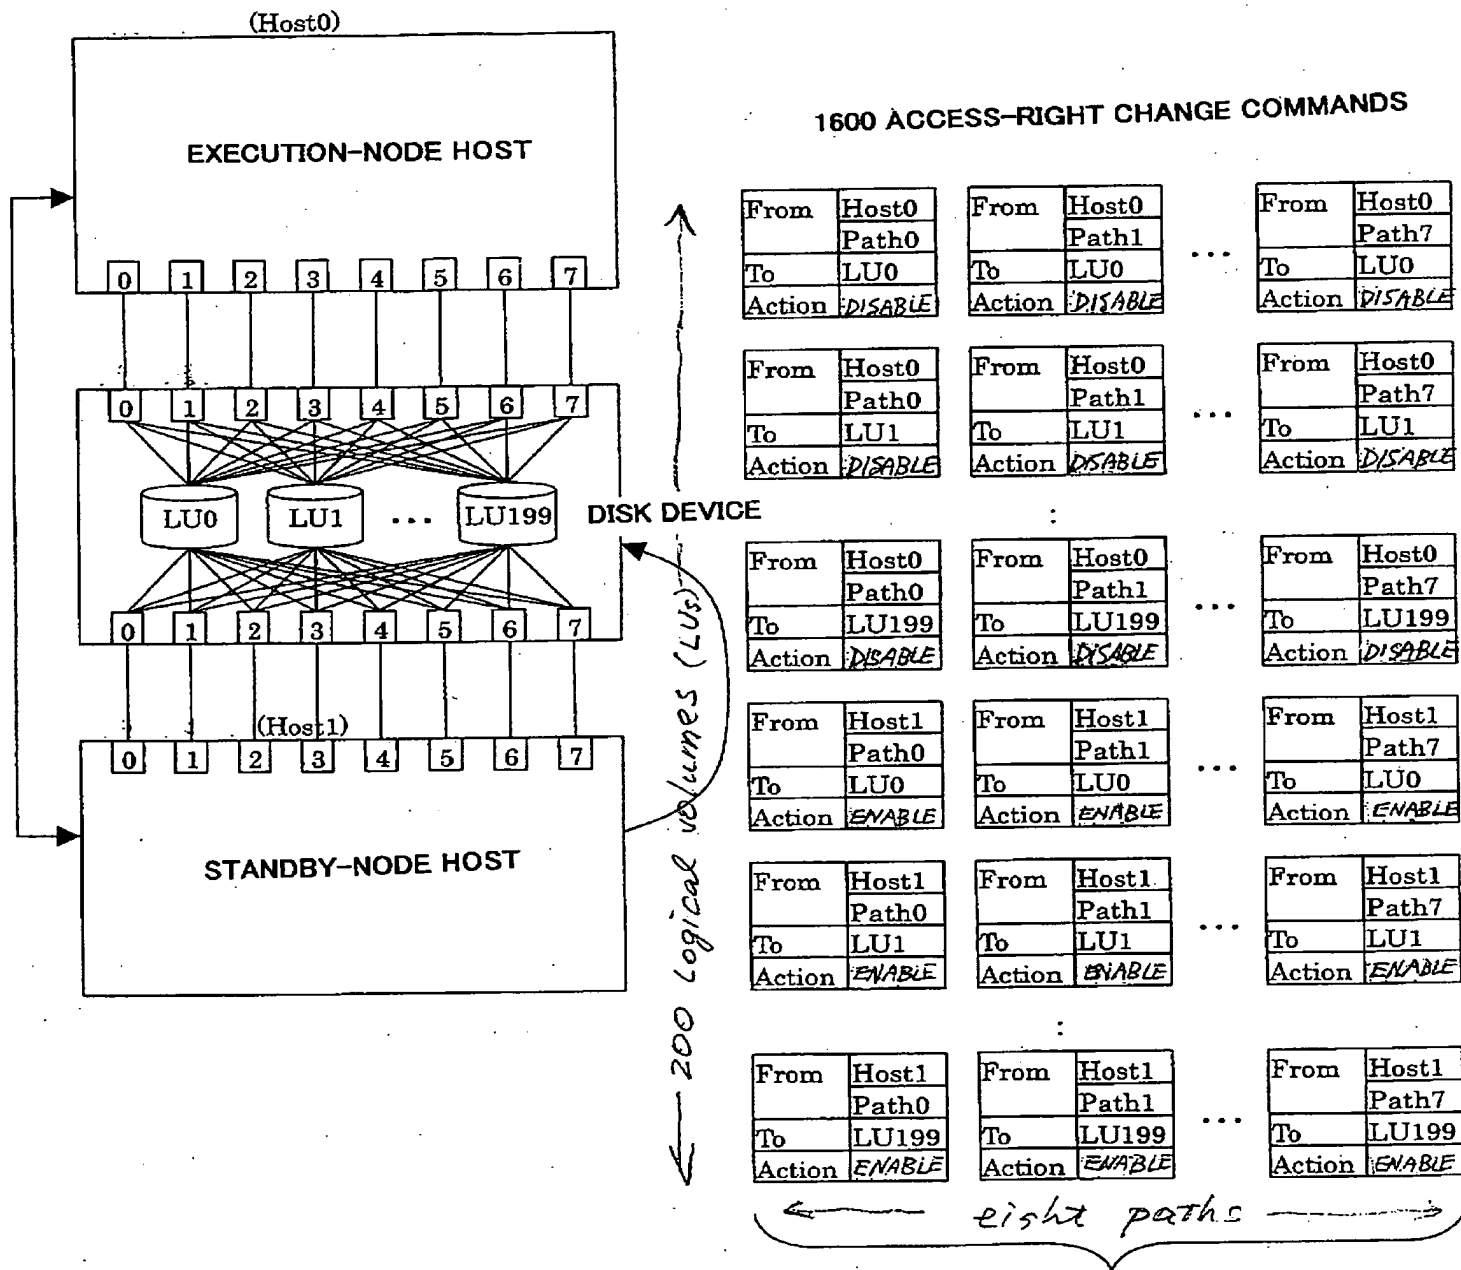 (Host0)
EXECUTION-NODE HOST
0 1 2 3 4 5 6 7
0 1 2 3 4 5 6 7
LU0 LU1 ... LU199
DISK DEVICE
0 1 2 3 4 5 6 7
(Host1)
0 1 2 3 4 5 6 7
STANDBY-NODE HOST
200 Logical volumes (LUs)
1600 ACCESS-RIGHT CHANGE COMMANDS
From Host0 From Host0 From Host0
Path0 Path1 ... Path7
To LU0 To LU0 To LU0
Action DISABLE Action DISABLE Action DISABLE
From Host0 From Host0 From Host0
Path0 Path1 ... Path7
To LU1 To LU1 To LU1
Action DISABLE Action DISABLE Action DISABLE
:
From Host0 From Host0 From Host0
Path0 Path1 ... Path7
To LU199 To LU199 To LU199
Action DISABLE Action DISABLE Action DISABLE
From Host1 From Host1 From Host1
Path0 Path1 ... Path7
To LU0 To LU0 To LU0
Action ENABLE Action ENABLE Action ENABLE
From Host1 From Host1 From Host1
Path0 Path1 ... Path7
To LU1 To LU1 To LU1
Action ENABLE Action ENABLE Action ENABLE
:
From Host1 From Host1 From Host1
Path0 Path1 ... Path7
To LU199 To LU199 To LU199
Action ENABLE Action ENABLE Action ENABLE
eight paths